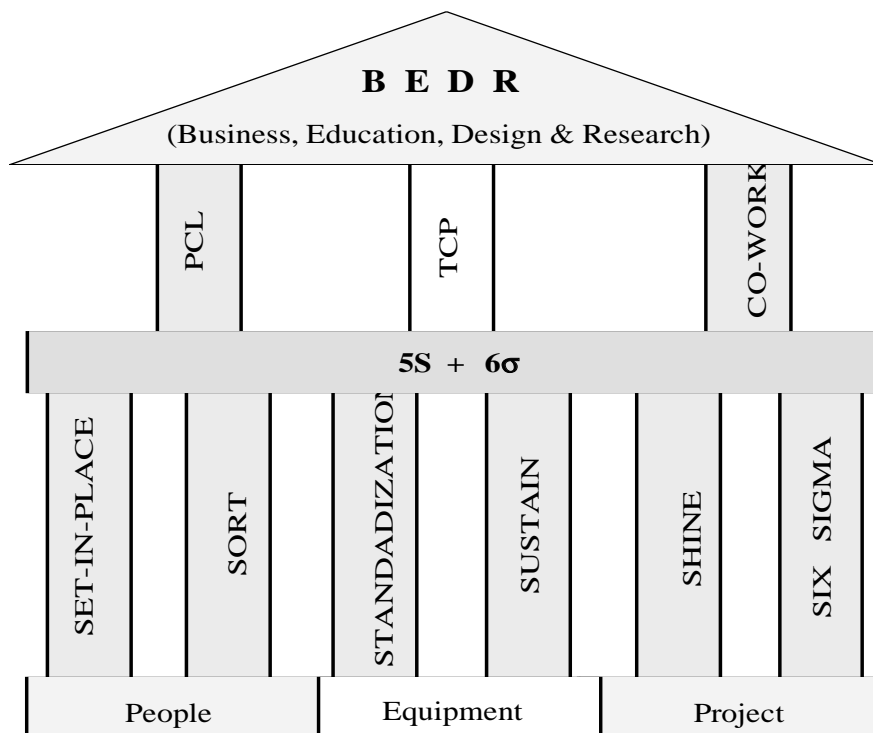 B E D R
(Business, Education, Design & Research)
PCL
TCP
CO-WORK
5S + 6σ
SET-IN-PLACE
SORT
STANDADIZATION
SUSTAIN
SHINE
SIX SIGMA
People
Equipment
Project